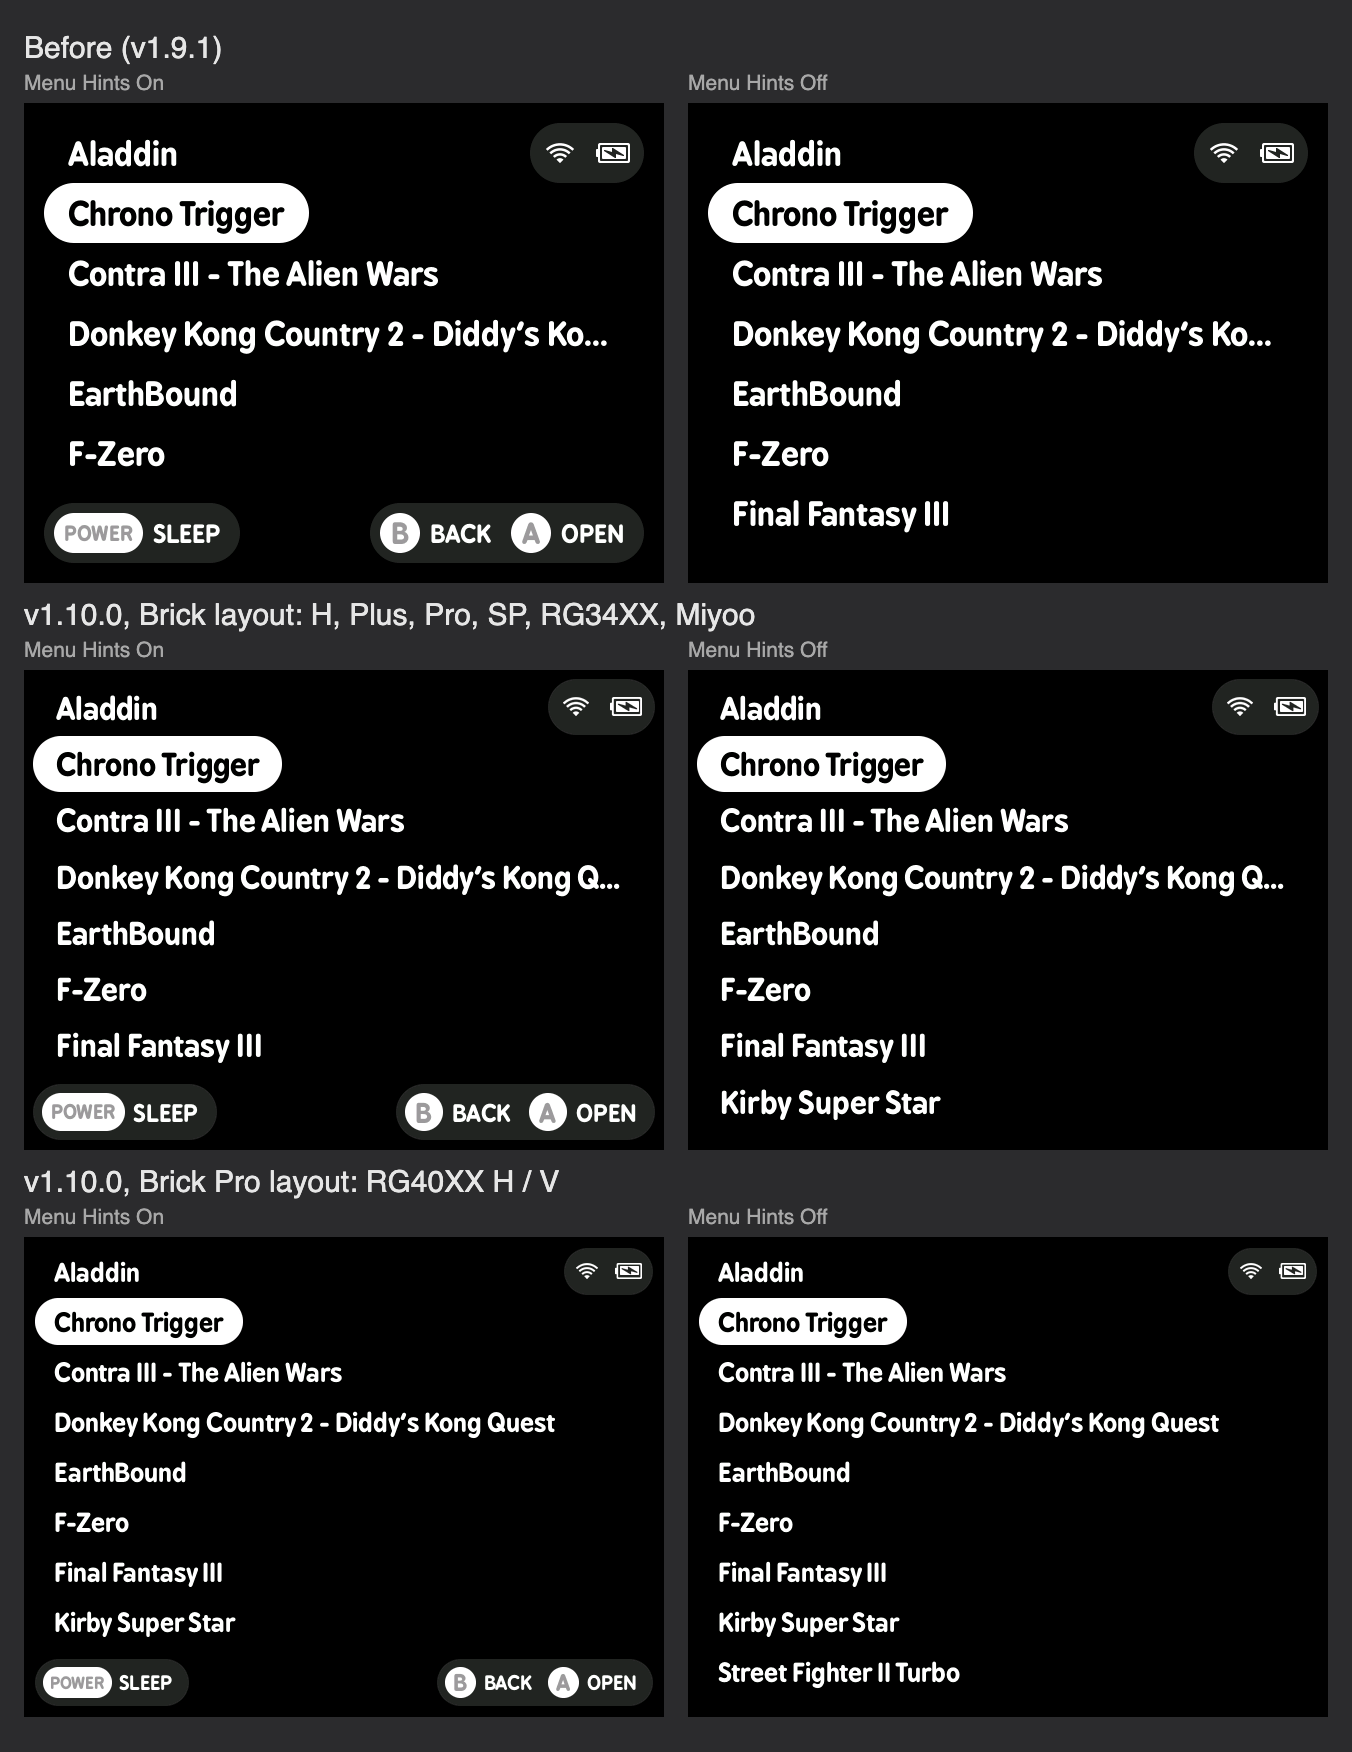 Before (v1.9.1)
Menu Hints On
Aladdin
Chrono Trigger
Contra III - The Alien Wars
Donkey Kong Country 2 - Diddy's Ko...
EarthBound
F-Zero
POWER SLEEP
B BACK A OPEN
Menu Hints Off
Aladdin
Chrono Trigger
Contra III - The Alien Wars
Donkey Kong Country 2 - Diddy's Ko...
EarthBound
F-Zero
Final Fantasy III
v1.10.0, Brick layout: H, Plus, Pro, SP, RG34XX, Miyoo
Menu Hints On
Aladdin
Chrono Trigger
Contra III - The Alien Wars
Donkey Kong Country 2 - Diddy's Kong Q...
EarthBound
F-Zero
Final Fantasy III
POWER SLEEP
B BACK A OPEN
Menu Hints Off
Aladdin
Chrono Trigger
Contra III - The Alien Wars
Donkey Kong Country 2 - Diddy's Kong Q...
EarthBound
F-Zero
Final Fantasy III
Kirby Super Star
v1.10.0, Brick Pro layout: RG40XX H / V
Menu Hints On
Aladdin
Chrono Trigger
Contra III - The Alien Wars
Donkey Kong Country 2 - Diddy's Kong Quest
EarthBound
F-Zero
Final Fantasy III
Kirby Super Star
POWER SLEEP
B BACK A OPEN
Menu Hints Off
Aladdin
Chrono Trigger
Contra III - The Alien Wars
Donkey Kong Country 2 - Diddy's Kong Quest
EarthBound
F-Zero
Final Fantasy III
Kirby Super Star
Street Fighter II Turbo